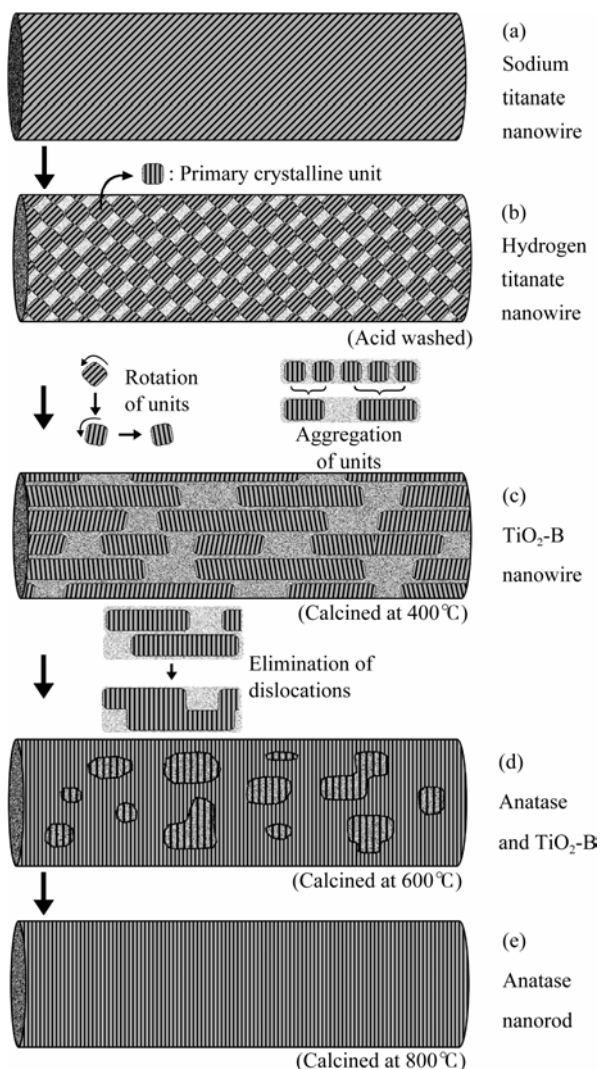 (a)
Sodium
titanate
nanowire
: Primary crystalline unit
(b)
Hydrogen
titanate
nanowire
(Acid washed)
Rotation
of units
Aggregation
of units
(c)
TiO₂-B
nanowire
(Calcined at 400℃)
Elimination of
dislocations
(d)
Anatase
and TiO₂-B
(Calcined at 600℃)
(e)
Anatase
nanorod
(Calcined at 800℃)